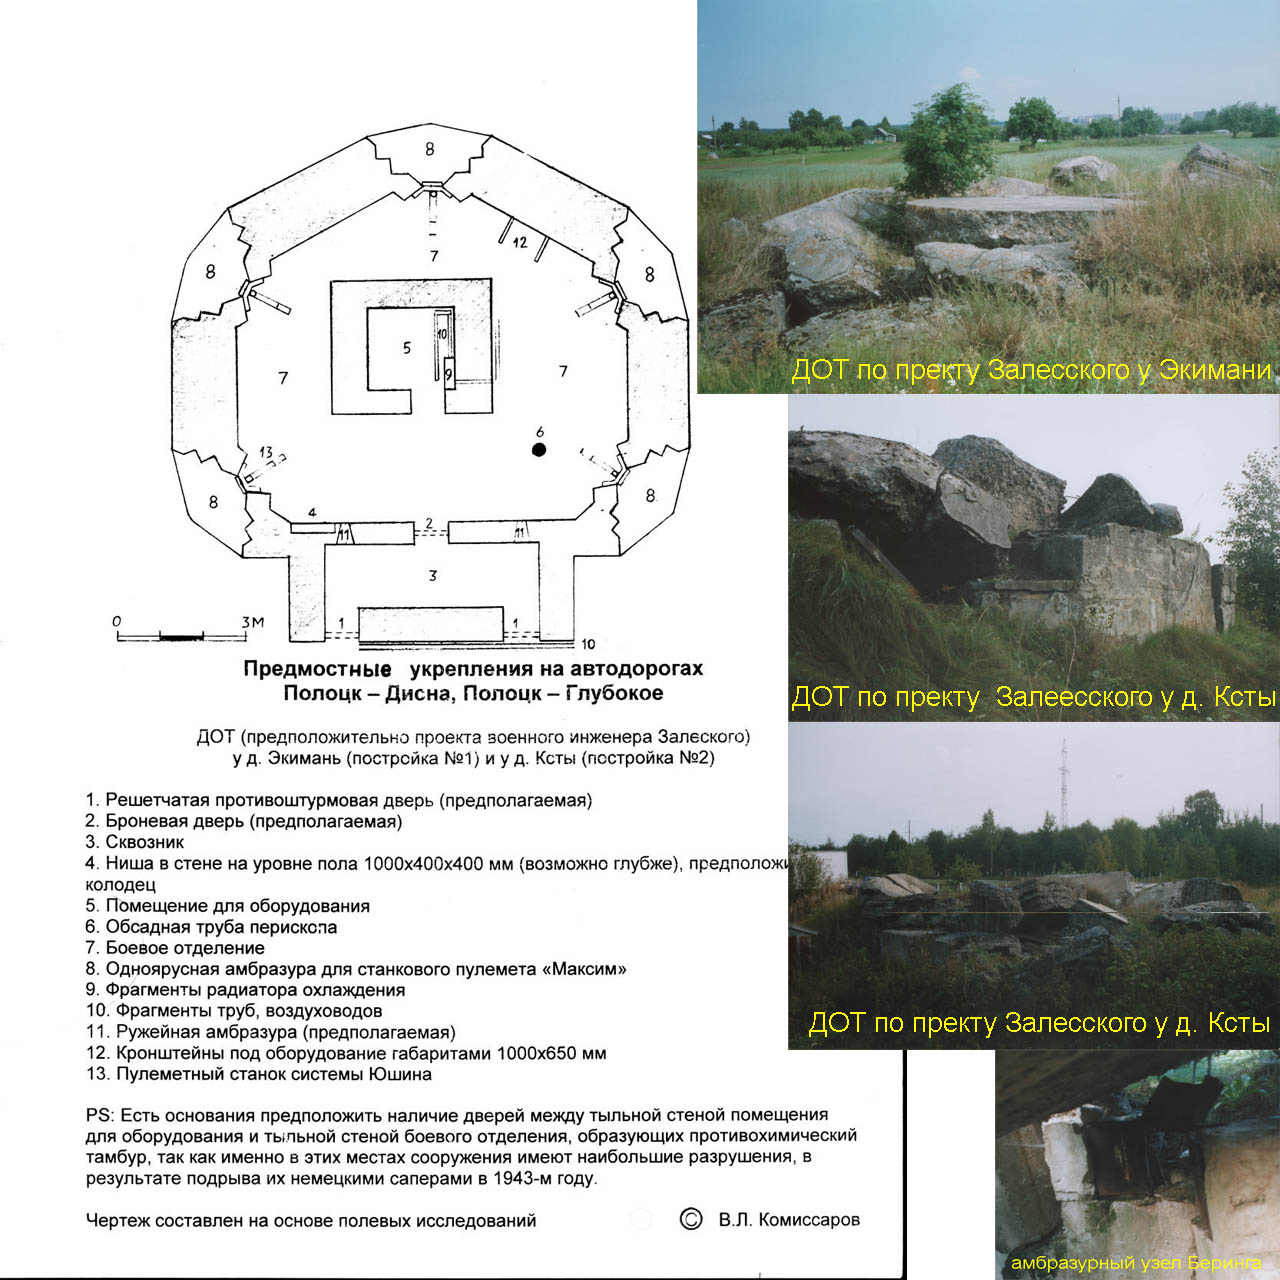 8
8
8
7
12
5
10
9
7
7
6
13
8
8
4
11
2
11
3
0
3М
1
1
10
Предмостные укрепления на автодорогах
Полоцк – Дисна, Полоцк – Глубокое
ДОТ (предположительно проекта военного инженера Залеского)
у д. Экимань (постройка №1) и у д. Ксты (постройка №2)
1. Решетчатая противоштурмовая дверь (предполагаемая)
2. Броневая дверь (предполагаемая)
3. Сквозник
4. Ниша в стене на уровне пола 1000х400х400 мм (возможно глубже), предположи
колодец
5. Помещение для оборудования
6. Обсадная труба перископа
7. Боевое отделение
8. Одноярусная амбразура для станкового пулемета «Максим»
9. Фрагменты радиатора охлаждения
10. Фрагменты труб, воздуховодов
11. Ружейная амбразура (предполагаемая)
12. Кронштейны под оборудование габаритами 1000х650 мм
13. Пулеметный станок системы Юшина
PS: Есть основания предположить наличие дверей между тыльной стеной помещения
для оборудования и тыльной стеной боевого отделения, образующих противохимический
тамбур, так как именно в этих местах сооружения имеют наибольшие разрушения, в
результате подрыва их немецкими саперами в 1943-м году.
Чертеж составлен на основе полевых исследований
© В.Л. Комиссаров
ДОТ по пректу Залесского у Экимани
ДОТ по пректу Залеесского у д. Ксты
ДОТ по пректу Залесского у д. Ксты
амбразурный узел Беринга